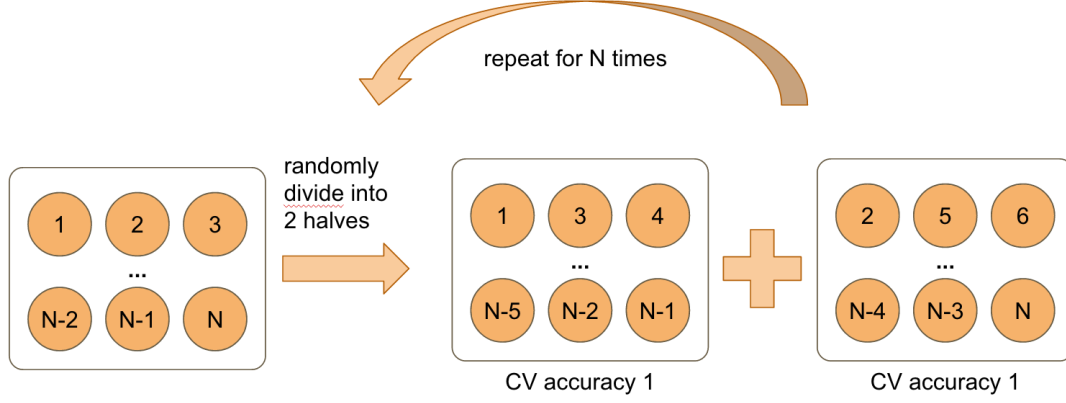 repeat for N times
randomly
divide into
2 halves
1 2 3
...
N-2 N-1 N
1 3 4
...
N-5 N-2 N-1
CV accuracy 1
2 5 6
...
N-4 N-3 N
CV accuracy 1